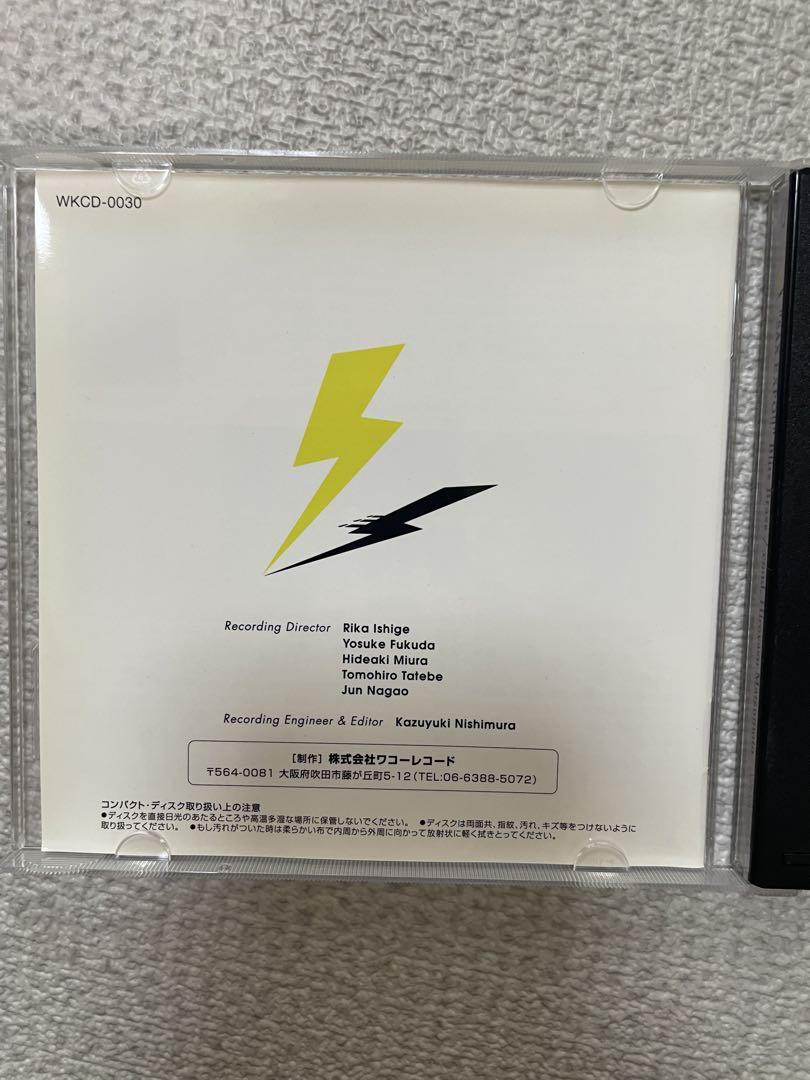 WKCD-0030
Recording Director Rika Ishige
Yosuke Fukuda
Hideaki Miura
Tomohiro Tatebe
Jun Nagao
Recording Engineer & Editor Kazuyuki Nishimura
[制作] 株式会社ワコーレコード
〒564-0081 大阪府吹田市藤が丘町5-12(TEL:06-6388-5072)
コンパクト・ディスク取り扱い上の注意
●ディスクを直接日光のあたるところや高温多湿な場所に保管しないでください。 ●ディスクは両面共、指紋、汚れ、キズ等をつけないように
取り扱ってください。 ●もし汚れがついた時は柔らかい布で内周から外周に向かって放射状に軽く拭きとってください。